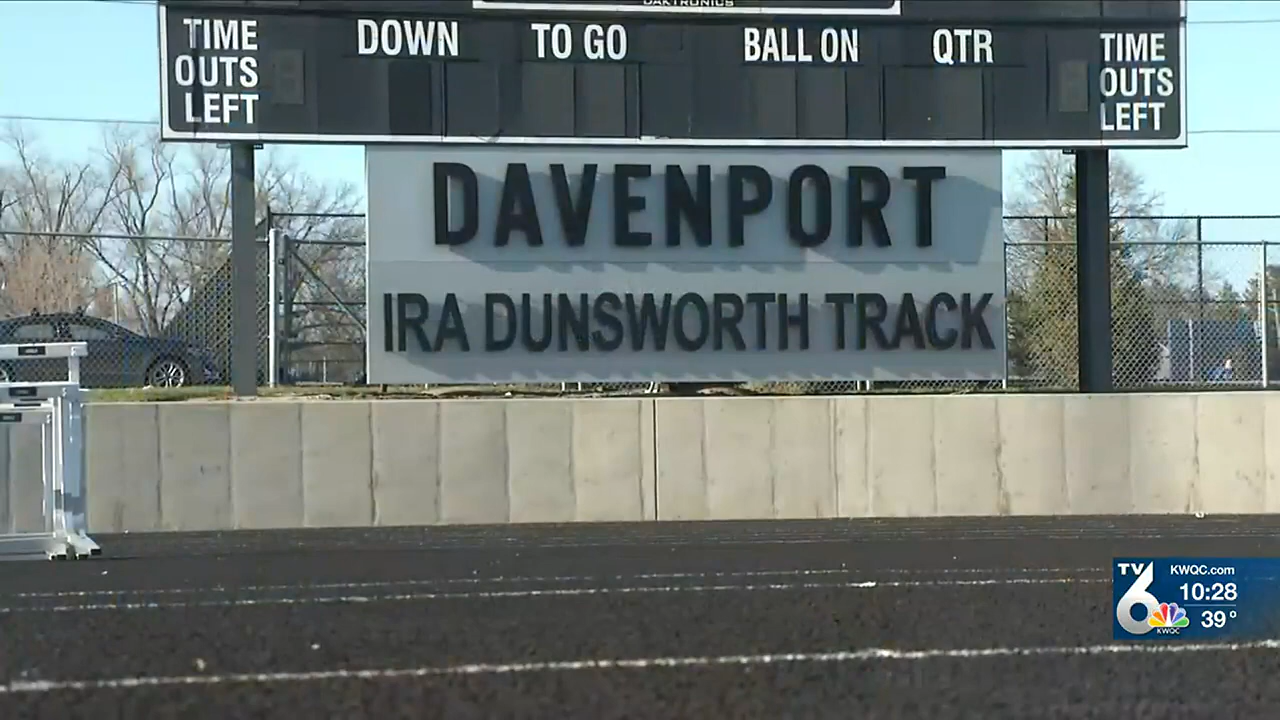 DAKTRONICS
TIME OUTS LEFT
DOWN
TO GO
BALL ON
QTR
TIME OUTS LEFT
DAVENPORT
IRA DUNSWORTH TRACK
TV6
KWQC.com
10:28
39°
KWQC